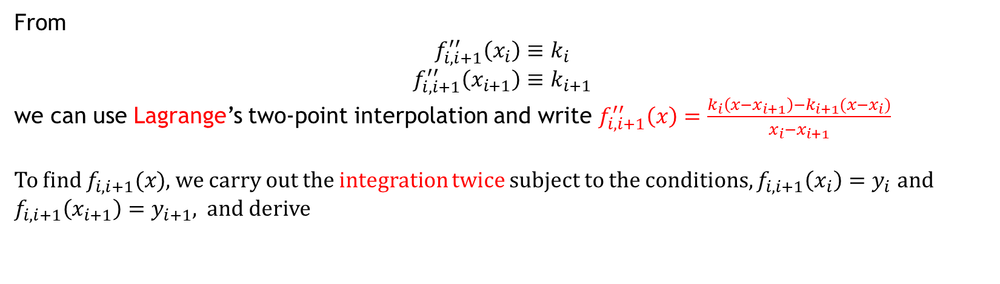 From
f''_{i,i+1}(x_i) ≡ k_i
f''_{i,i+1}(x_{i+1}) ≡ k_{i+1}
we can use Lagrange's two-point interpolation and write f''_{i,i+1}(x) = \frac{k_i(x−x_{i+1})−k_{i+1}(x−x_i)}{x_i−x_{i+1}}
To find f_{i,i+1}(x), we carry out the integration twice subject to the conditions, f_{i,i+1}(x_i) = y_i and
f_{i,i+1}(x_{i+1}) = y_{i+1}, and derive